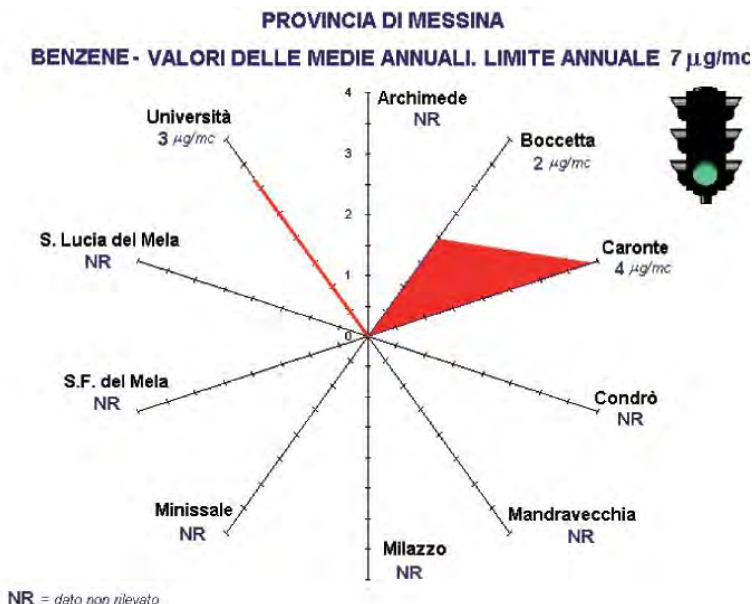 PROVINCIA DI MESSINA
BENZENE - VALORI DELLE MEDIE ANNUALI. LIMITE ANNUALE 7 µg/mc
4
Archimede
NR
Università
3 µg/mc
Boccetta
2 µg/mc
3
2
S. Lucia del Mela
NR
Caronte
4 µg/mc
1
0
S.F. del Mela
NR
Condrò
NR
Minissale
NR
Mandravecchia
NR
Milazzo
NR
NR = dato non rilevato